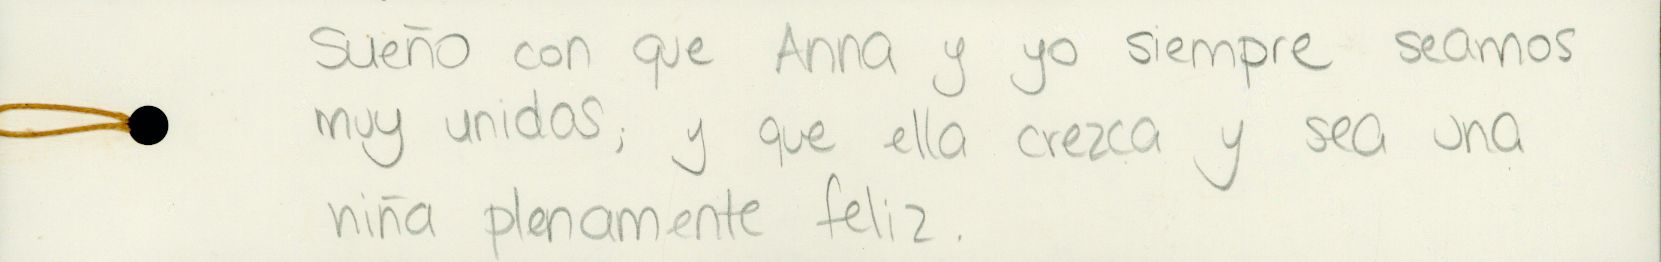 Sueño con que Anna y yo siempre seamos
muy unidas; y que ella crezca y sea una
niña plenamente feliz.